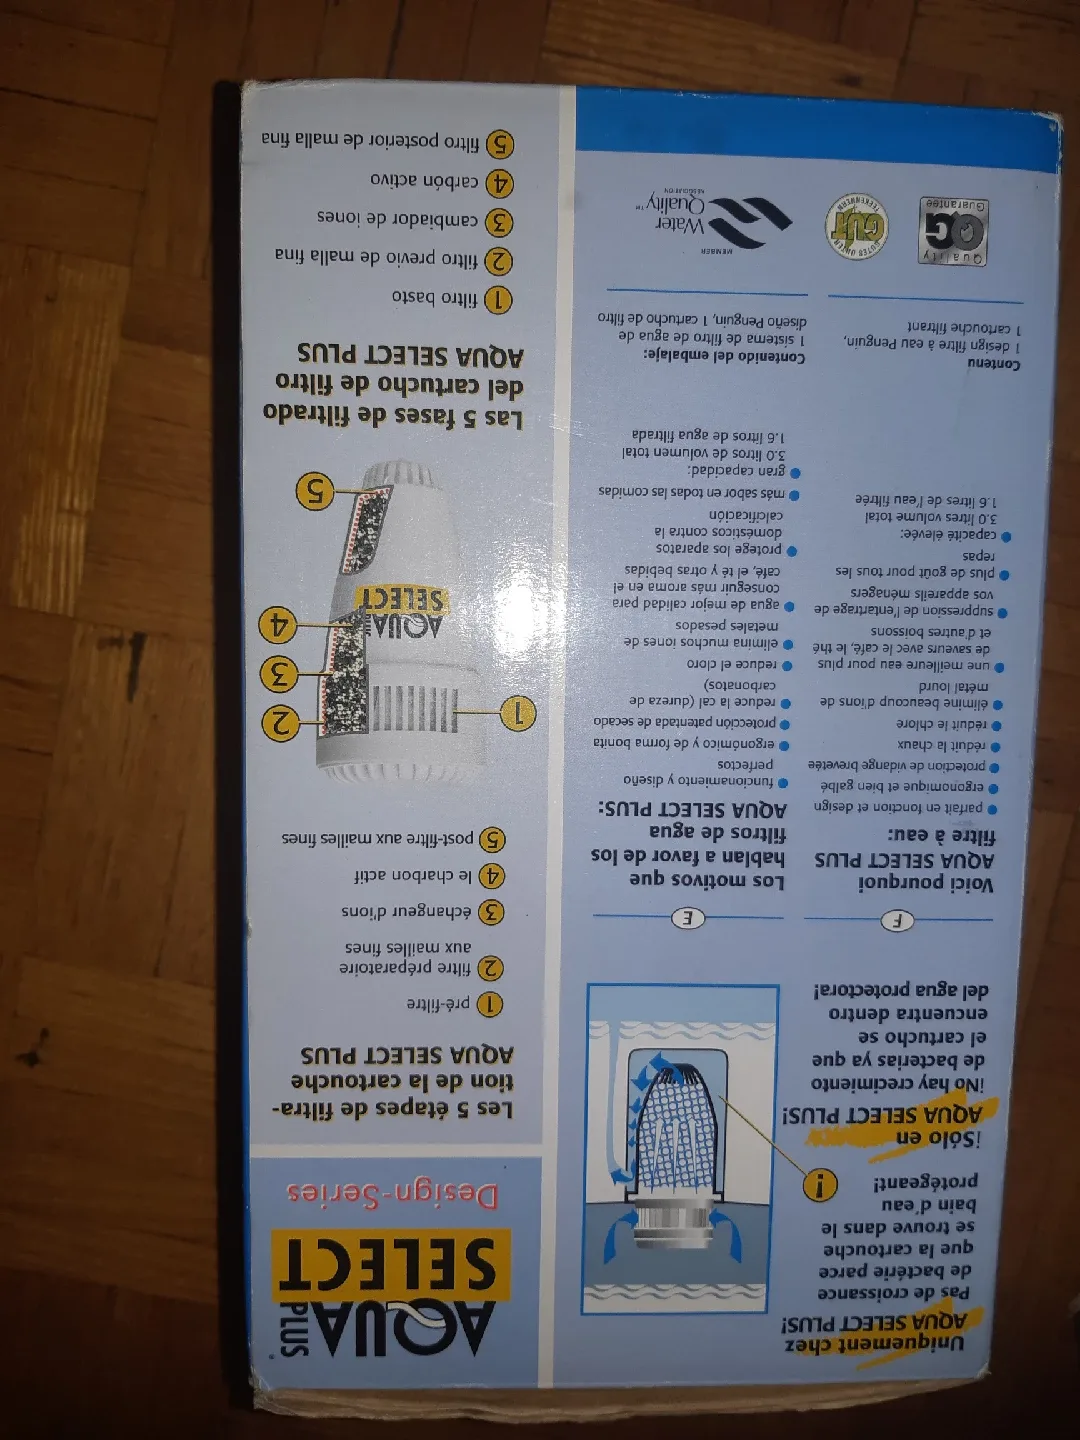 AQUA
PLUS
SELECT
Design-Series
Les 5 étapes de filtra-
tion de la cartouche
AQUA SELECT PLUS
1 pré-filtre
2 filtre préparatoire
aux mailles fines
3 échangeur d'ions
4 le charbon actif
5 post-filtre aux mailles fines
1
2
3
4
5
AQUA
SELECT
Las 5 fases de filtrado
del cartucho de filtro
AQUA SELECT PLUS
1 filtro basto
2 filtro previo de malla fina
3 cambiador de iones
4 carbón activo
5 filtro posterior de malla fina
Uniquement chez
AQUA SELECT PLUS!
Pas de croissance
de bactérie parce
que la cartouche
se trouve dans le
bain d'eau
protégeant!
¡Sólo en
AQUA SELECT PLUS!
¡No hay crecimiento
de bacterias ya que
el cartucho se
encuentra dentro
del agua protectora!
!
F
Voici pourquoi
AQUA SELECT PLUS
filtre à eau:
parfait en fonction et design
ergonomique et bien galbé
protection de vidange brevetée
réduit la chaux
réduit le chlore
élimine beaucoup d'ions de
métal lourd
une meilleure eau pour plus
de saveurs avec le café, le thé
et d'autres boissons
suppression de l'entartrage de
vos appareils ménagers
plus de goût pour tous les
repas
capacité élevée:
3.0 litres volume total
1.6 litres de l'eau filtrée
Contenu
1 design filtre à eau Penguin,
1 cartouche filtrant
E
Los motivos que
hablan a favor de los
filtros de agua
AQUA SELECT PLUS:
funcionamiento y diseño
perfectos
ergonómico y de forma bonita
protección patentada de secado
reduce la cal (dureza de
carbonatos)
reduce el cloro
elimina muchos iones de
metales pesados
agua de mejor calidad para
conseguir más aroma en el
café, el té y otras bebidas
protege los aparatos
domésticos contra la
calcificación
más sabor en todas las comidas
gran capacidad:
3.0 litros de volumen total
1.6 litros de agua filtrada
Contenido del embalaje:
1 sistema de filtro de agua de
diseño Penguin, 1 cartucho de filtro
Quality
QG
Guarantee
GUT
MEMBER
Water
Quality™
ASSOCIATION